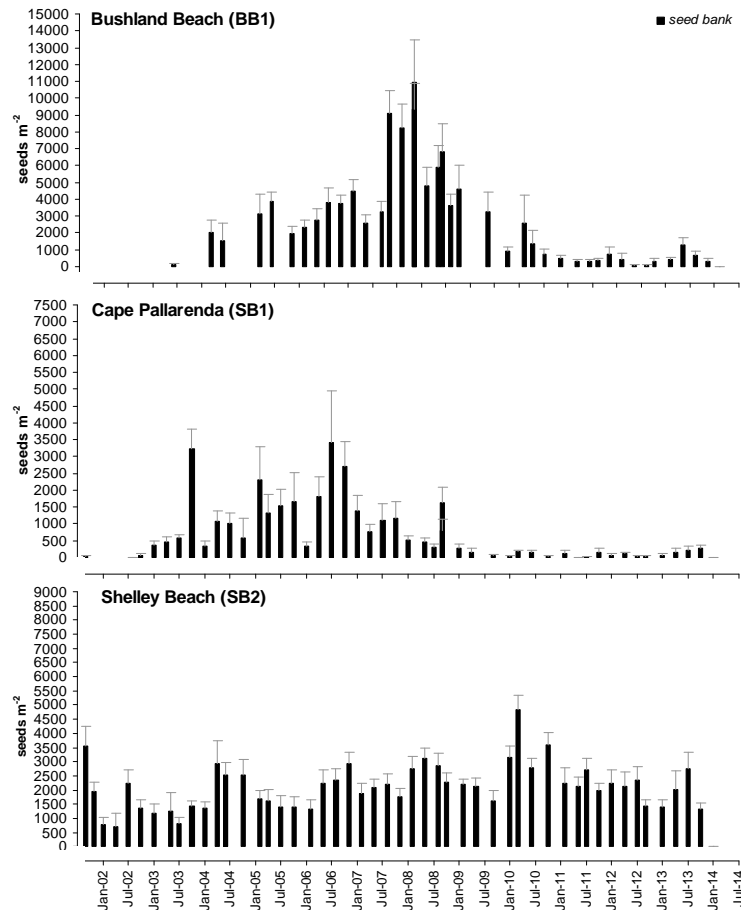 Bushland Beach (BB1)
seed bank
15000
14000
13000
12000
11000
10000
9000
8000
7000
6000
5000
4000
3000
2000
1000
0
seeds m-2
Cape Pallarenda (SB1)
7500
7000
6500
6000
5500
5000
4500
4000
3500
3000
2500
2000
1500
1000
500
0
seeds m-2
Shelley Beach (SB2)
9000
8500
8000
7500
7000
6500
6000
5500
5000
4500
4000
3500
3000
2500
2000
1500
1000
500
0
seeds m-2
Jan-02
Jul-02
Jan-03
Jul-03
Jan-04
Jul-04
Jan-05
Jul-05
Jan-06
Jul-06
Jan-07
Jul-07
Jan-08
Jul-08
Jan-09
Jul-09
Jan-10
Jul-10
Jan-11
Jul-11
Jan-12
Jul-12
Jan-13
Jul-13
Jan-14
Jul-14